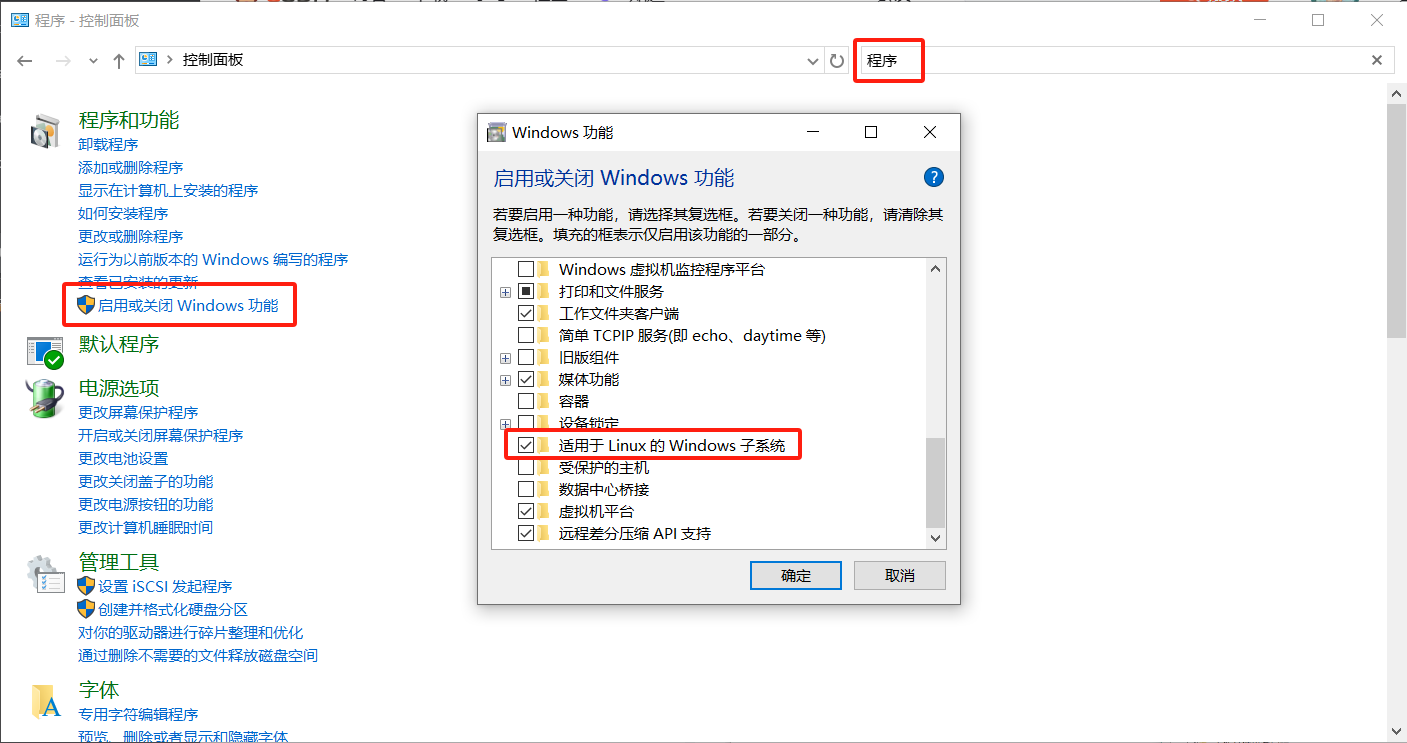 程序 - 控制面板
控制面板
程序
程序和功能
卸载程序
添加或删除程序
显示在计算机上安装的程序
如何安装程序
更改或删除程序
运行为以前版本的 Windows 编写的程序
查看已安装的更新
启用或关闭 Windows 功能
默认程序
电源选项
更改屏幕保护程序
开启或关闭屏幕保护程序
更改电池设置
更改关闭盖子的功能
更改电源按钮的功能
更改计算机睡眠时间
管理工具
设置 iSCSI 发起程序
创建并格式化硬盘分区
对你的驱动器进行碎片整理和优化
通过删除不需要的文件释放磁盘空间
字体
专用字符编辑程序
预览、删除或者显示和隐藏字体
Windows 功能
启用或关闭 Windows 功能
若要启用一种功能，请选择其复选框。若要关闭一种功能，请清除其
复选框。填充的框表示仅启用该功能的一部分。
Windows 虚拟机监控程序平台
打印和文件服务
工作文件夹客户端
简单 TCPIP 服务(即 echo、daytime 等)
旧版组件
媒体功能
容器
设备锁定
适用于 Linux 的 Windows 子系统
受保护的主机
数据中心桥接
虚拟机平台
远程差分压缩 API 支持
确定
取消